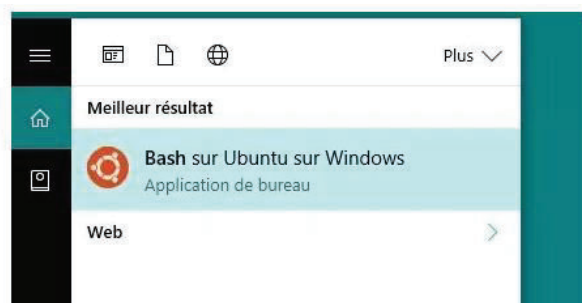 Plus
Meilleur résultat
Bash sur Ubuntu sur Windows
Application de bureau
Web